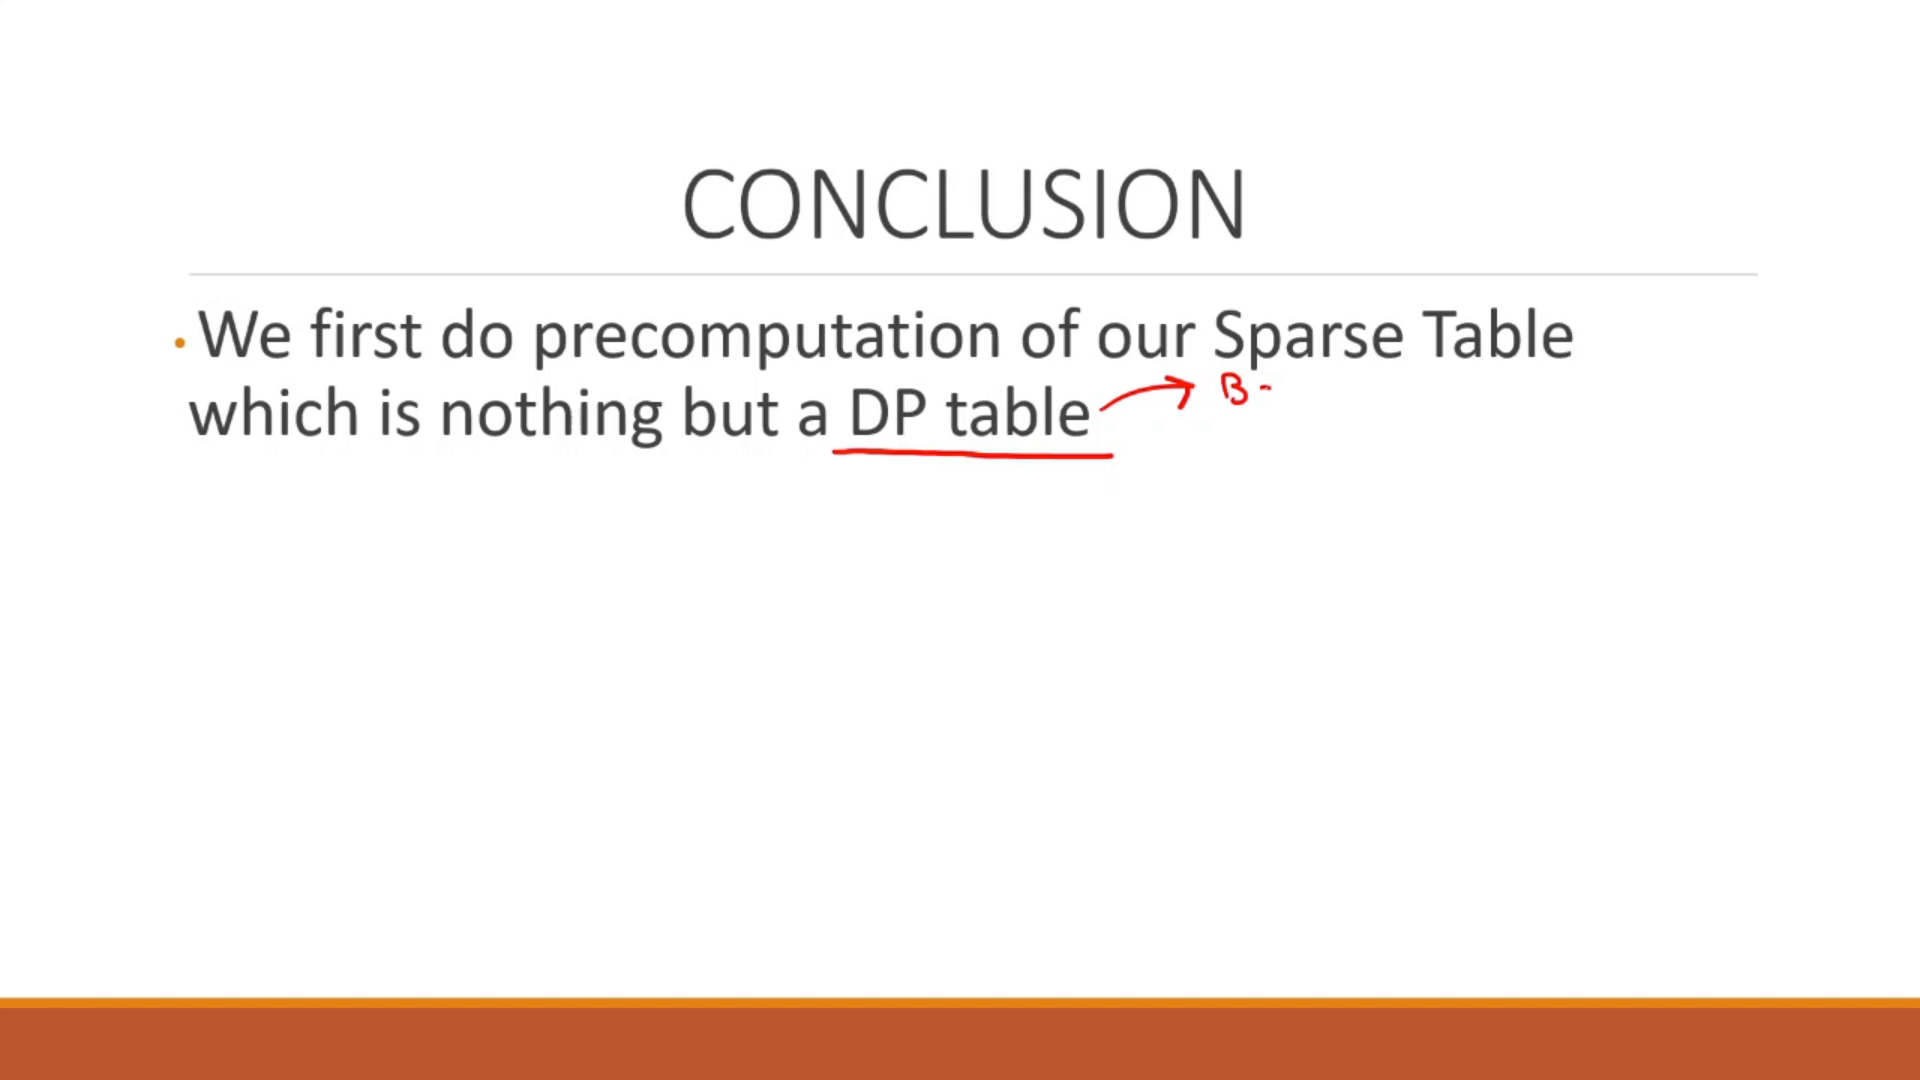 CONCLUSION
We first do precomputation of our Sparse Table
which is nothing but a DP table
B -